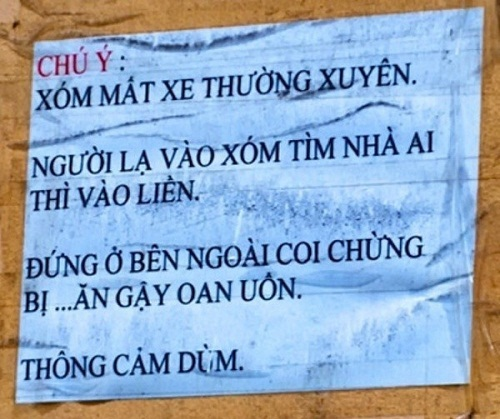 CHÚ Ý :
XÓM MẤT XE THƯỜNG XUYÊN.
NGƯỜI LẠ VÀO XÓM TÌM NHÀ AI
THÌ VÀO LIỀN.
ĐỨNG Ở BÊN NGOÀI COI CHỪNG
BỊ ...ĂN GẬY OAN UỔN.
THÔNG CẢM DÙM.